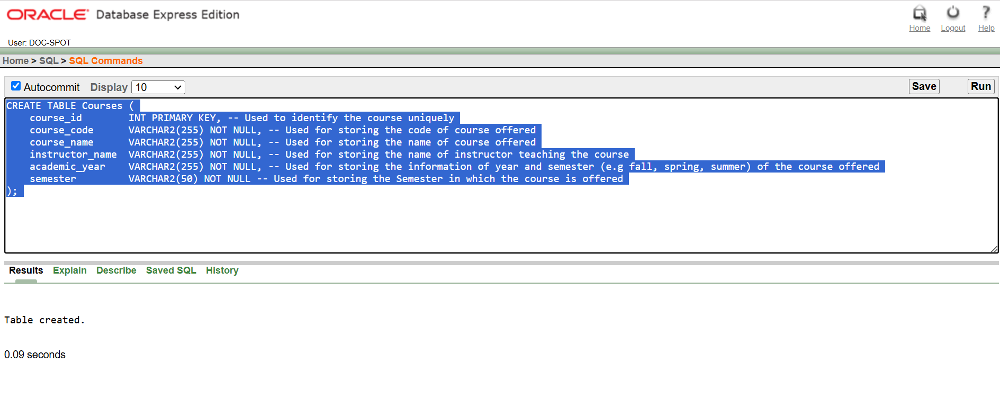 ORACLE Database Express Edition
Home Logout Help
User: DOC-SPOT
Home > SQL > SQL Commands
Autocommit Display 10 Save Run
CREATE TABLE Courses (
course_id INT PRIMARY KEY, -- Used to identify the course uniquely
course_code VARCHAR2(255) NOT NULL, -- Used for storing the code of course offered
course_name VARCHAR2(255) NOT NULL, -- Used for storing the name of course offered
instructor_name VARCHAR2(255) NOT NULL, -- Used for storing the name of instructor teaching the course
academic_year VARCHAR2(255) NOT NULL, -- Used for storing the information of year and semester (e.g fall, spring, summer) of the course offered
semester VARCHAR2(50) NOT NULL -- Used for storing the Semester in which the course is offered
);
Results Explain Describe Saved SQL History
Table created.
0.09 seconds